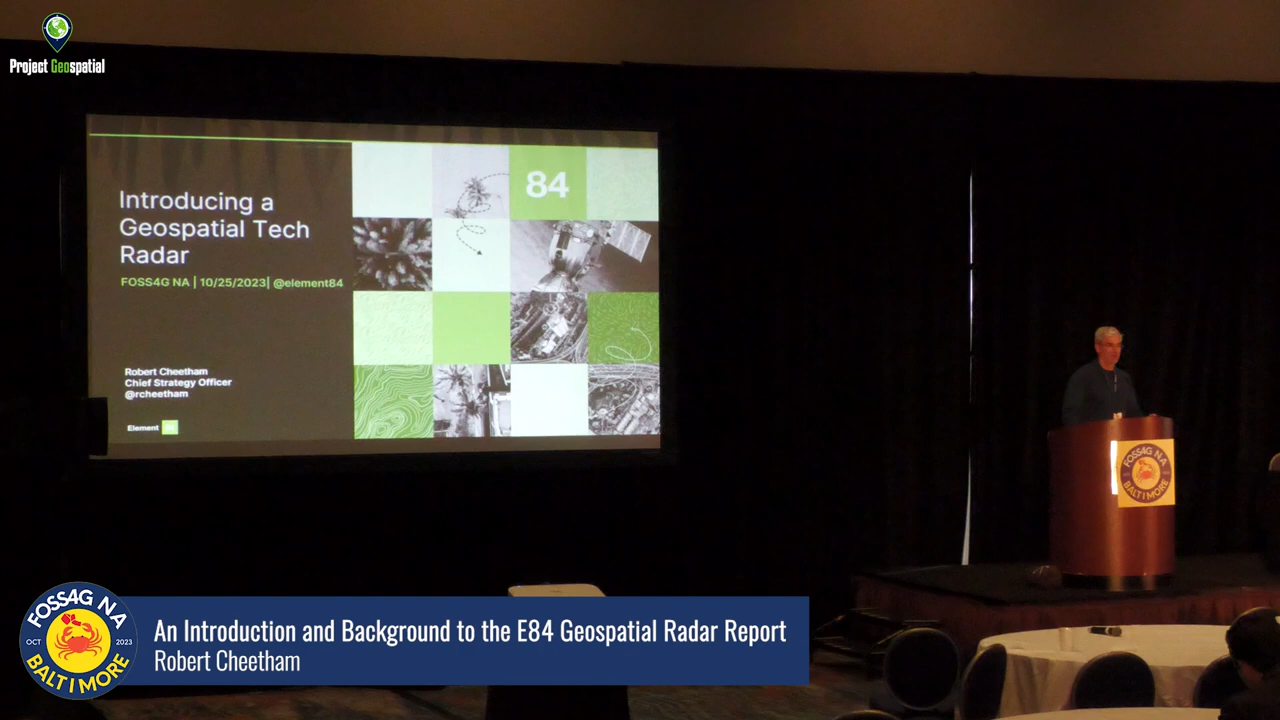 Project Geospatial
Introducing a
Geospatial Tech
Radar
FOSS4G NA | 10/25/2023| @element84
84
Robert Cheetham
Chief Strategy Officer
@rcheetham
Element 84
FOSS4G NA
BALTIMORE
FOSS4G NA
OCT 2023
BALTIMORE
An Introduction and Background to the E84 Geospatial Radar Report
Robert Cheetham